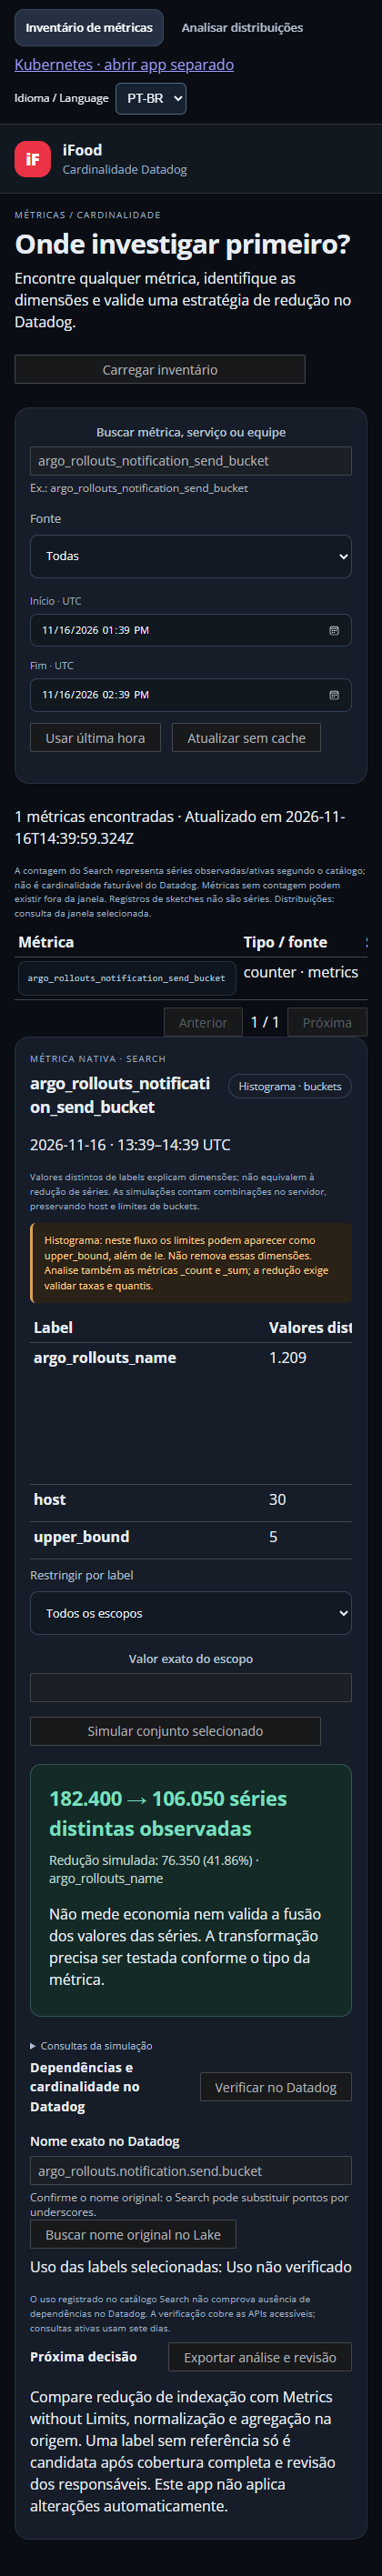 Inventário de métricas
Analisar distribuições
Kubernetes · abrir app separado
Idioma / Language
PT-BR
iF
iFood
Cardinalidade Datadog
MÉTRICAS / CARDINALIDADE
Onde investigar primeiro?
Encontre qualquer métrica, identifique as
dimensões e valide uma estratégia de redução no
Datadog.
Carregar inventário
Buscar métrica, serviço ou equipe
argo_rollouts_notification_send_bucket
Ex.: argo_rollouts_notification_send_bucket
Fonte
Todas
Início · UTC
11/16/2026 01:39 PM
Fim · UTC
11/16/2026 02:39 PM
Usar última hora
Atualizar sem cache
1 métricas encontradas · Atualizado em 2026-11-
16T14:39:59.324Z
A contagem do Search representa séries observadas/ativas segundo o catálogo;
não é cardinalidade faturável do Datadog. Métricas sem contagem podem
existir fora da janela. Registros de sketches não são séries. Distribuições:
consulta da janela selecionada.
Métrica
Tipo / fonte
argo_rollouts_notification_send_bucket
counter · metrics
Anterior
1 / 1
Próxima
MÉTRICA NATIVA · SEARCH
argo_rollouts_notificati
on_send_bucket
Histograma · buckets
2026-11-16 · 13:39–14:39 UTC
Valores distintos de labels explicam dimensões; não equivalem à
redução de séries. As simulações contam combinações no servidor,
preservando host e limites de buckets.
Histograma: neste fluxo os limites podem aparecer como
upper_bound, além de le. Não remova essas dimensões.
Analise também as métricas _count e _sum; a redução exige
validar taxas e quantis.
Label
Valores dist
argo_rollouts_name
1.209
host
30
upper_bound
5
Restringir por label
Todos os escopos
Valor exato do escopo
Simular conjunto selecionado
182.400 → 106.050 séries
distintas observadas
Redução simulada: 76.350 (41.86%) ·
argo_rollouts_name
Não mede economia nem valida a fusão
dos valores das séries. A transformação
precisa ser testada conforme o tipo da
métrica.
▶ Consultas da simulação
Dependências e
cardinalidade no
Datadog
Verificar no Datadog
Nome exato no Datadog
argo_rollouts.notification.send.bucket
Confirme o nome original: o Search pode substituir pontos por
underscores.
Buscar nome original no Lake
Uso das labels selecionadas: Uso não verificado
O uso registrado no catálogo Search não comprova ausência de
dependências no Datadog. A verificação cobre as APIs acessíveis;
consultas ativas usam sete dias.
Próxima decisão
Exportar análise e revisão
Compare redução de indexação com Metrics
without Limits, normalização e agregação na
origem. Uma label sem referência só é
candidata após cobertura completa e revisão
dos responsáveis. Este app não aplica
alterações automaticamente.